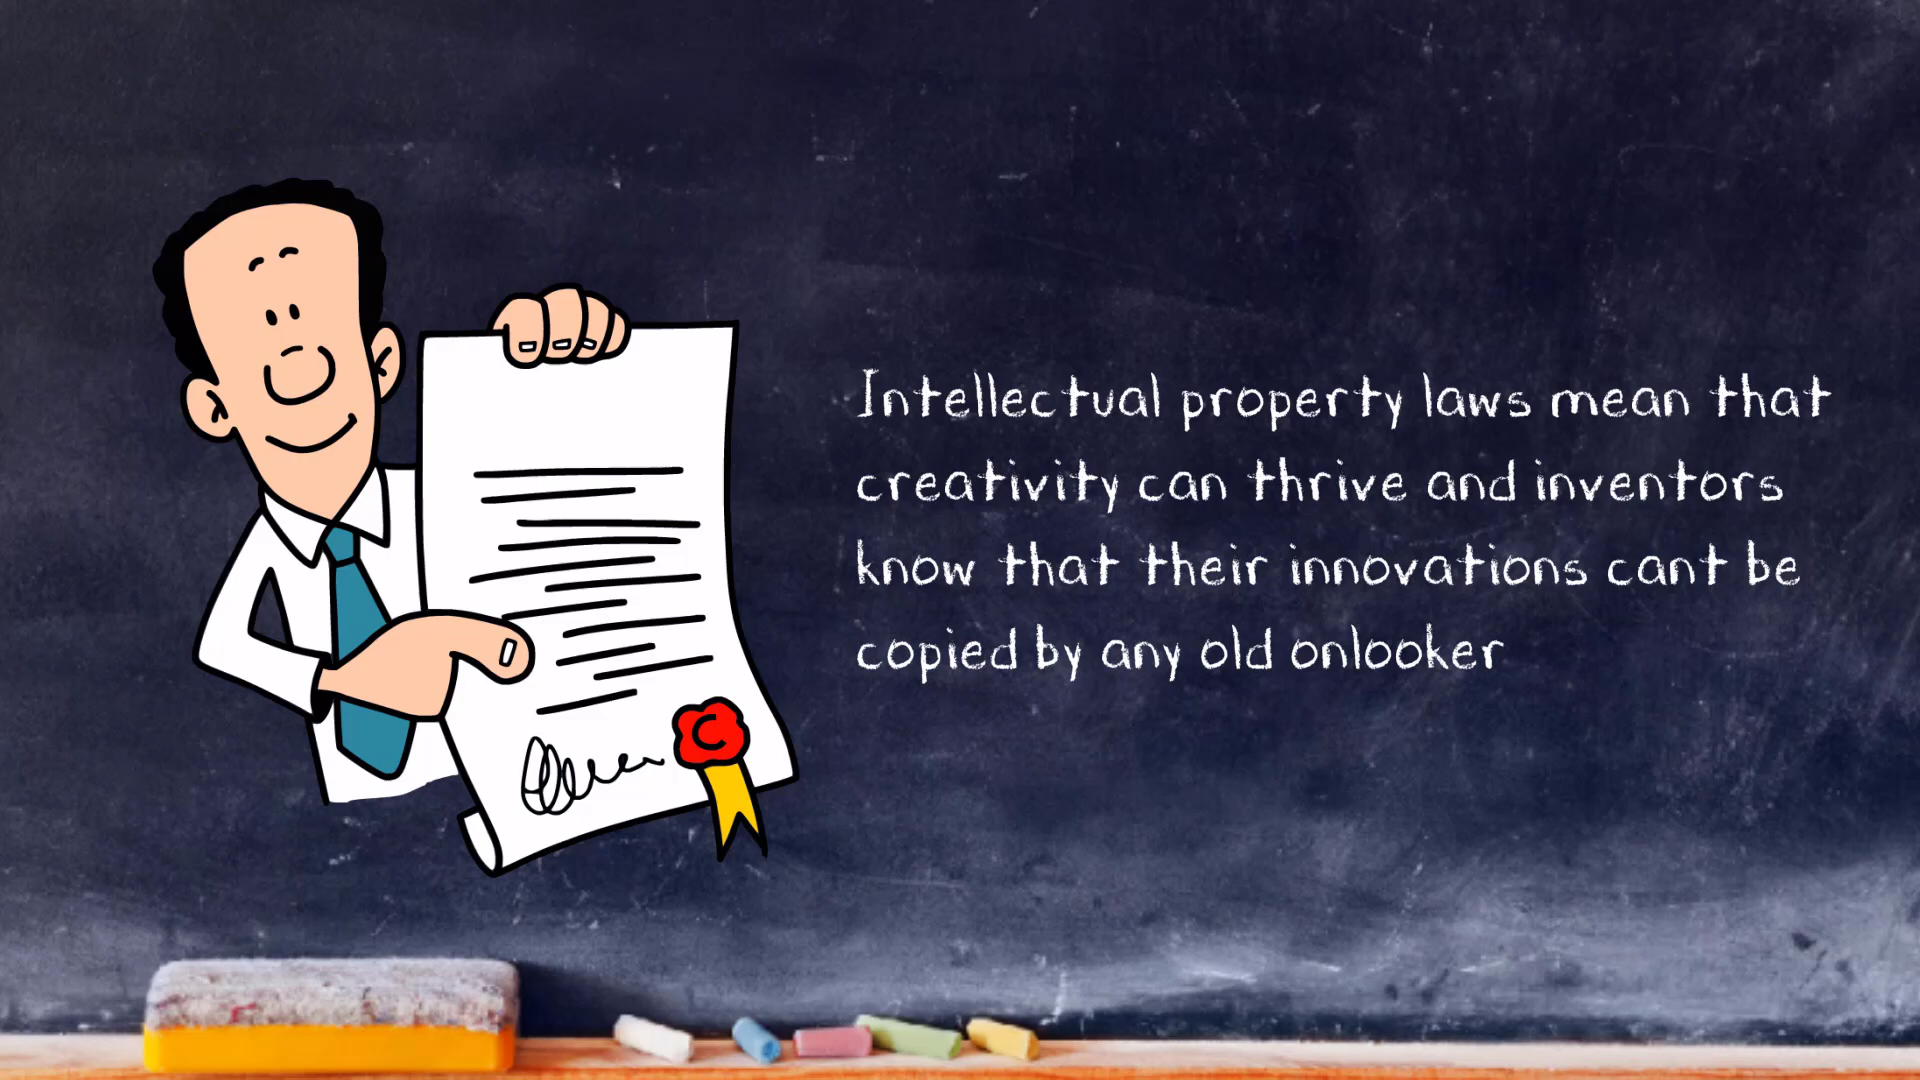 Intellectual property laws mean that
creativity can thrive and inventors
know that their innovations cant be
copied by any old onlooker
C